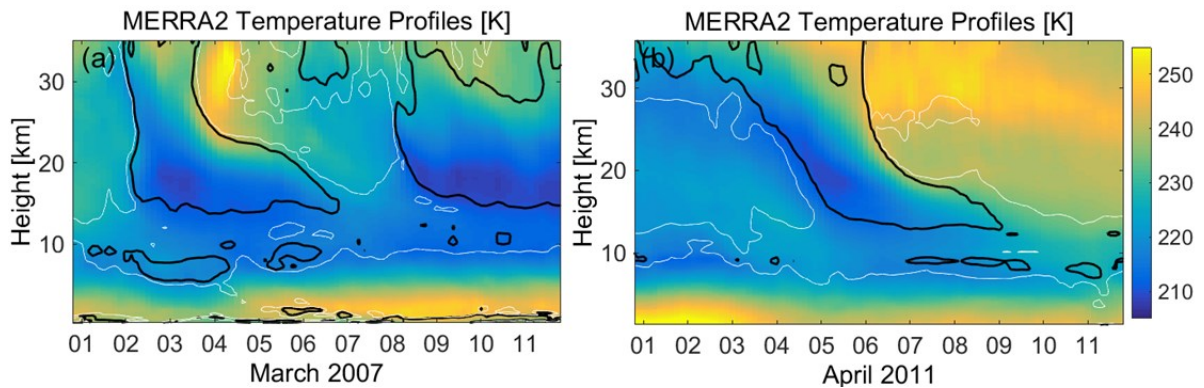 MERRA2 Temperature Profiles [K]
(a)
Height [km]
30
20
10
01 02 03 04 05 06 07 08 09 10 11
March 2007
MERRA2 Temperature Profiles [K]
(b)
Height [km]
30
20
10
01 02 03 04 05 06 07 08 09 10 11
April 2011
250
240
230
220
210